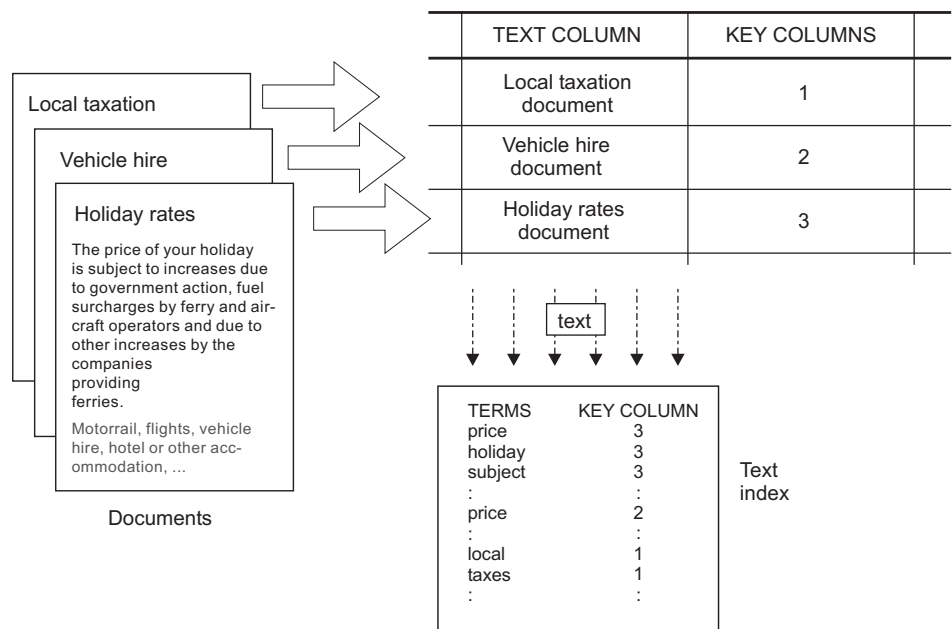 Local taxation
Vehicle hire
Holiday rates
The price of your holiday
is subject to increases due
to government action, fuel
surcharges by ferry and air-
craft operators and due to
other increases by the
companies
providing
ferries.
Motorrail, flights, vehicle
hire, hotel or other acc-
ommodation, ...
Documents
TEXT COLUMN KEY COLUMNS
Local taxation
document
1
Vehicle hire
document
2
Holiday rates
document
3
text
TERMS KEY COLUMN
price 3
holiday 3
subject 3
: :
price 2
: :
local 1
taxes 1
: :
Text
index